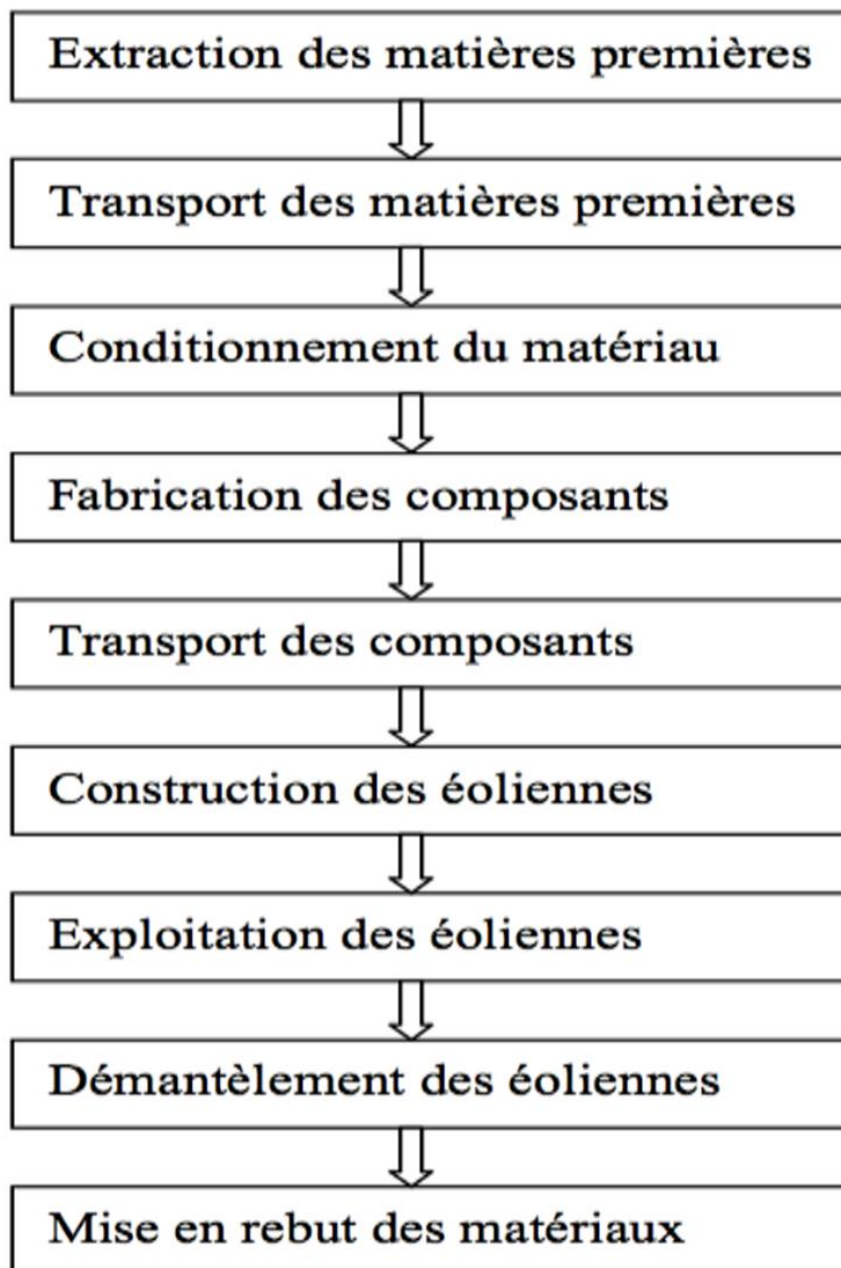 Extraction des matières premières
Transport des matières premières
Conditionnement du matériau
Fabrication des composants
Transport des composants
Construction des éoliennes
Exploitation des éoliennes
Démantèlement des éoliennes
Mise en rebut des matériaux